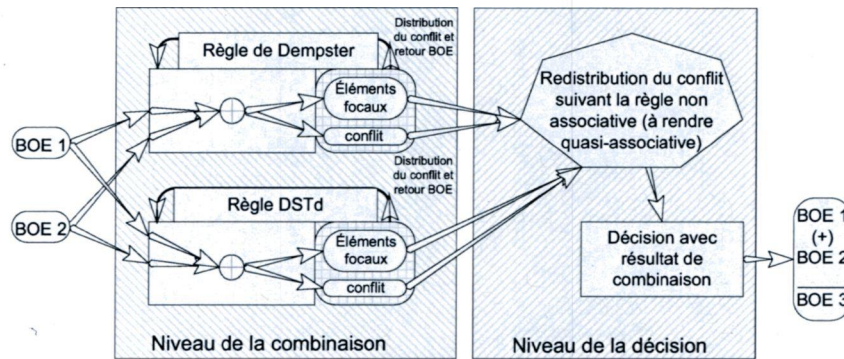 BOE 1
BOE 2
Règle de Dempster
Distribution
du conflit et
retour BOE
Éléments
focaux
conflit
Règle DSTd
Distribution
du conflit et
retour BOE
Éléments
focaux
conflit
Niveau de la combinaison
Redistribution du conflit
suivant la règle non
associative (à rendre
quasi-associative)
Décision avec
résultat de
combinaison
Niveau de la décision
BOE 1
(+)
BOE 2
BOE 3